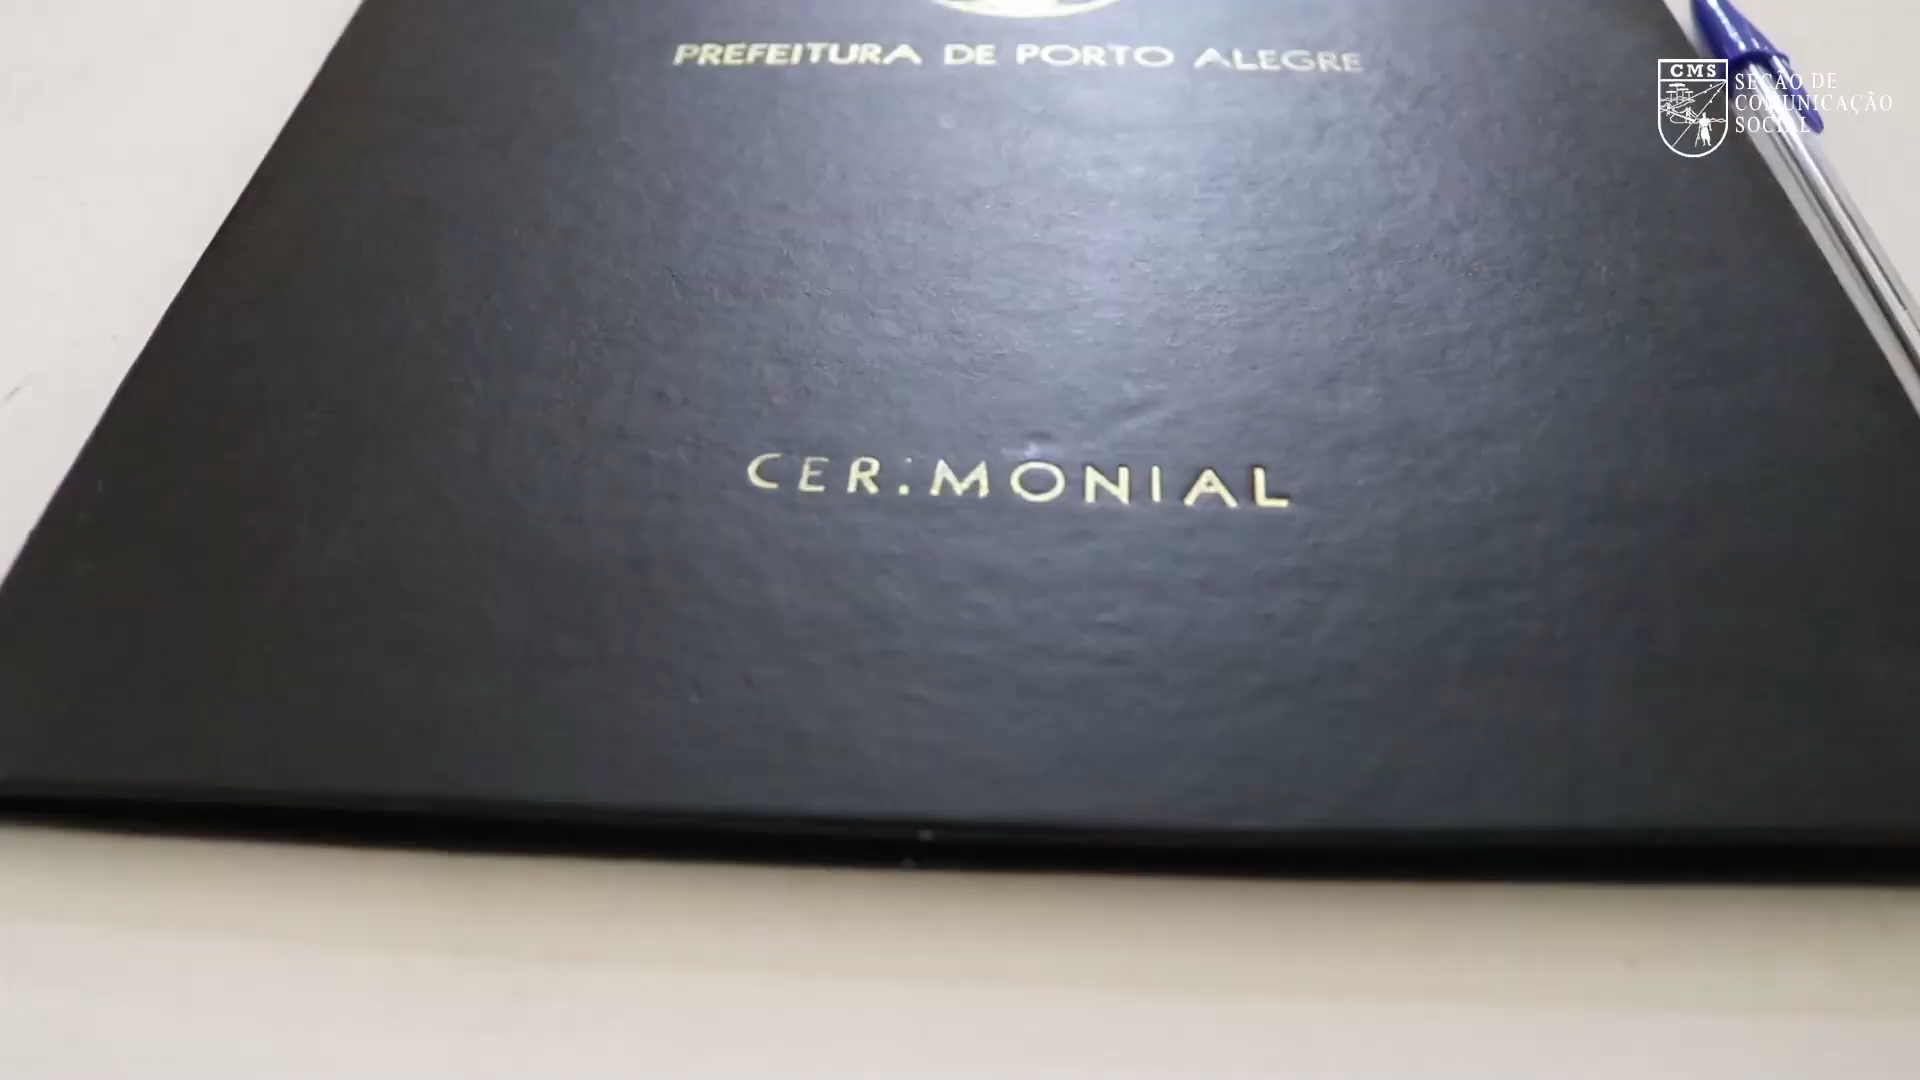 PREFEITURA DE PORTO ALEGRE
CMS
SEÇÃO DE
COMUNICAÇÃO
SOCIAL
CER:MONIAL